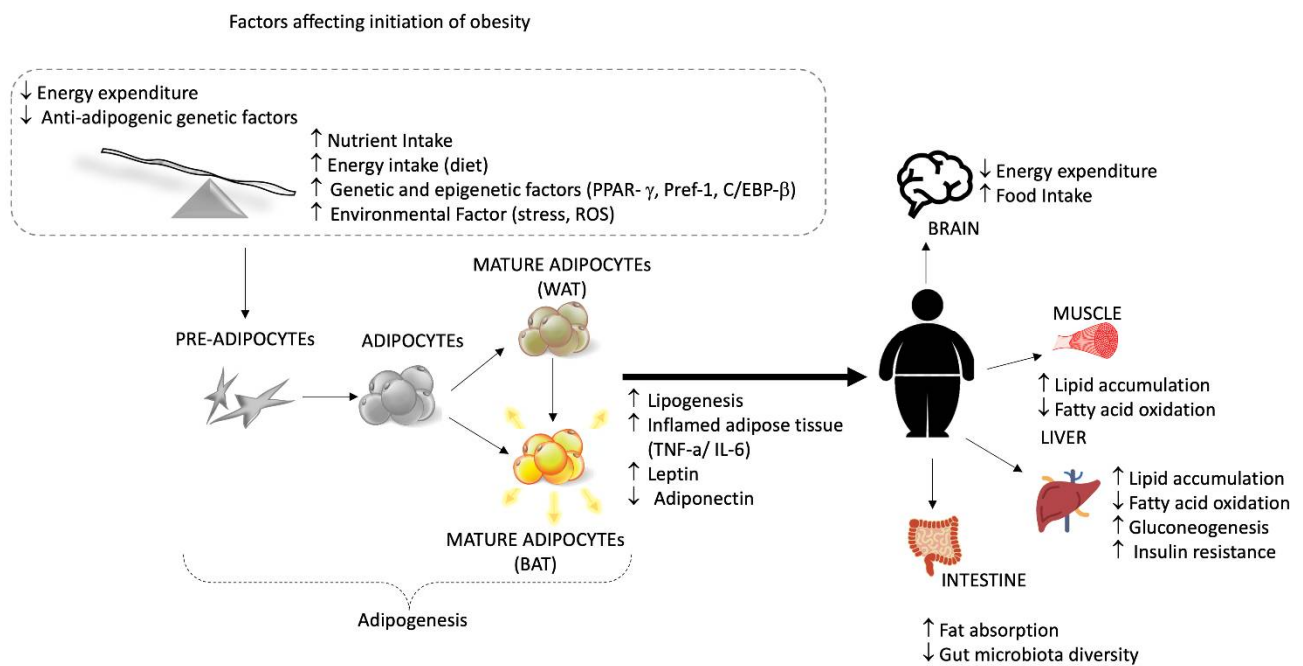 Factors affecting initiation of obesity
↓ Energy expenditure
↓ Anti-adipogenic genetic factors
↑ Nutrient Intake
↑ Energy intake (diet)
↑ Genetic and epigenetic factors (PPAR- γ, Pref-1, C/EBP-β)
↑ Environmental Factor (stress, ROS)
PRE-ADIPOCYTEs
ADIPOCYTEs
MATURE ADIPOCYTEs
(WAT)
MATURE ADIPOCYTEs
(BAT)
Adipogenesis
↑ Lipogenesis
↑ Inflamed adipose tissue
(TNF-a/ IL-6)
↑ Leptin
↓ Adiponectin
↓ Energy expenditure
↑ Food Intake
BRAIN
MUSCLE
↑ Lipid accumulation
↓ Fatty acid oxidation
LIVER
↑ Lipid accumulation
↓ Fatty acid oxidation
↑ Gluconeogenesis
↑ Insulin resistance
INTESTINE
↑ Fat absorption
↓ Gut microbiota diversity